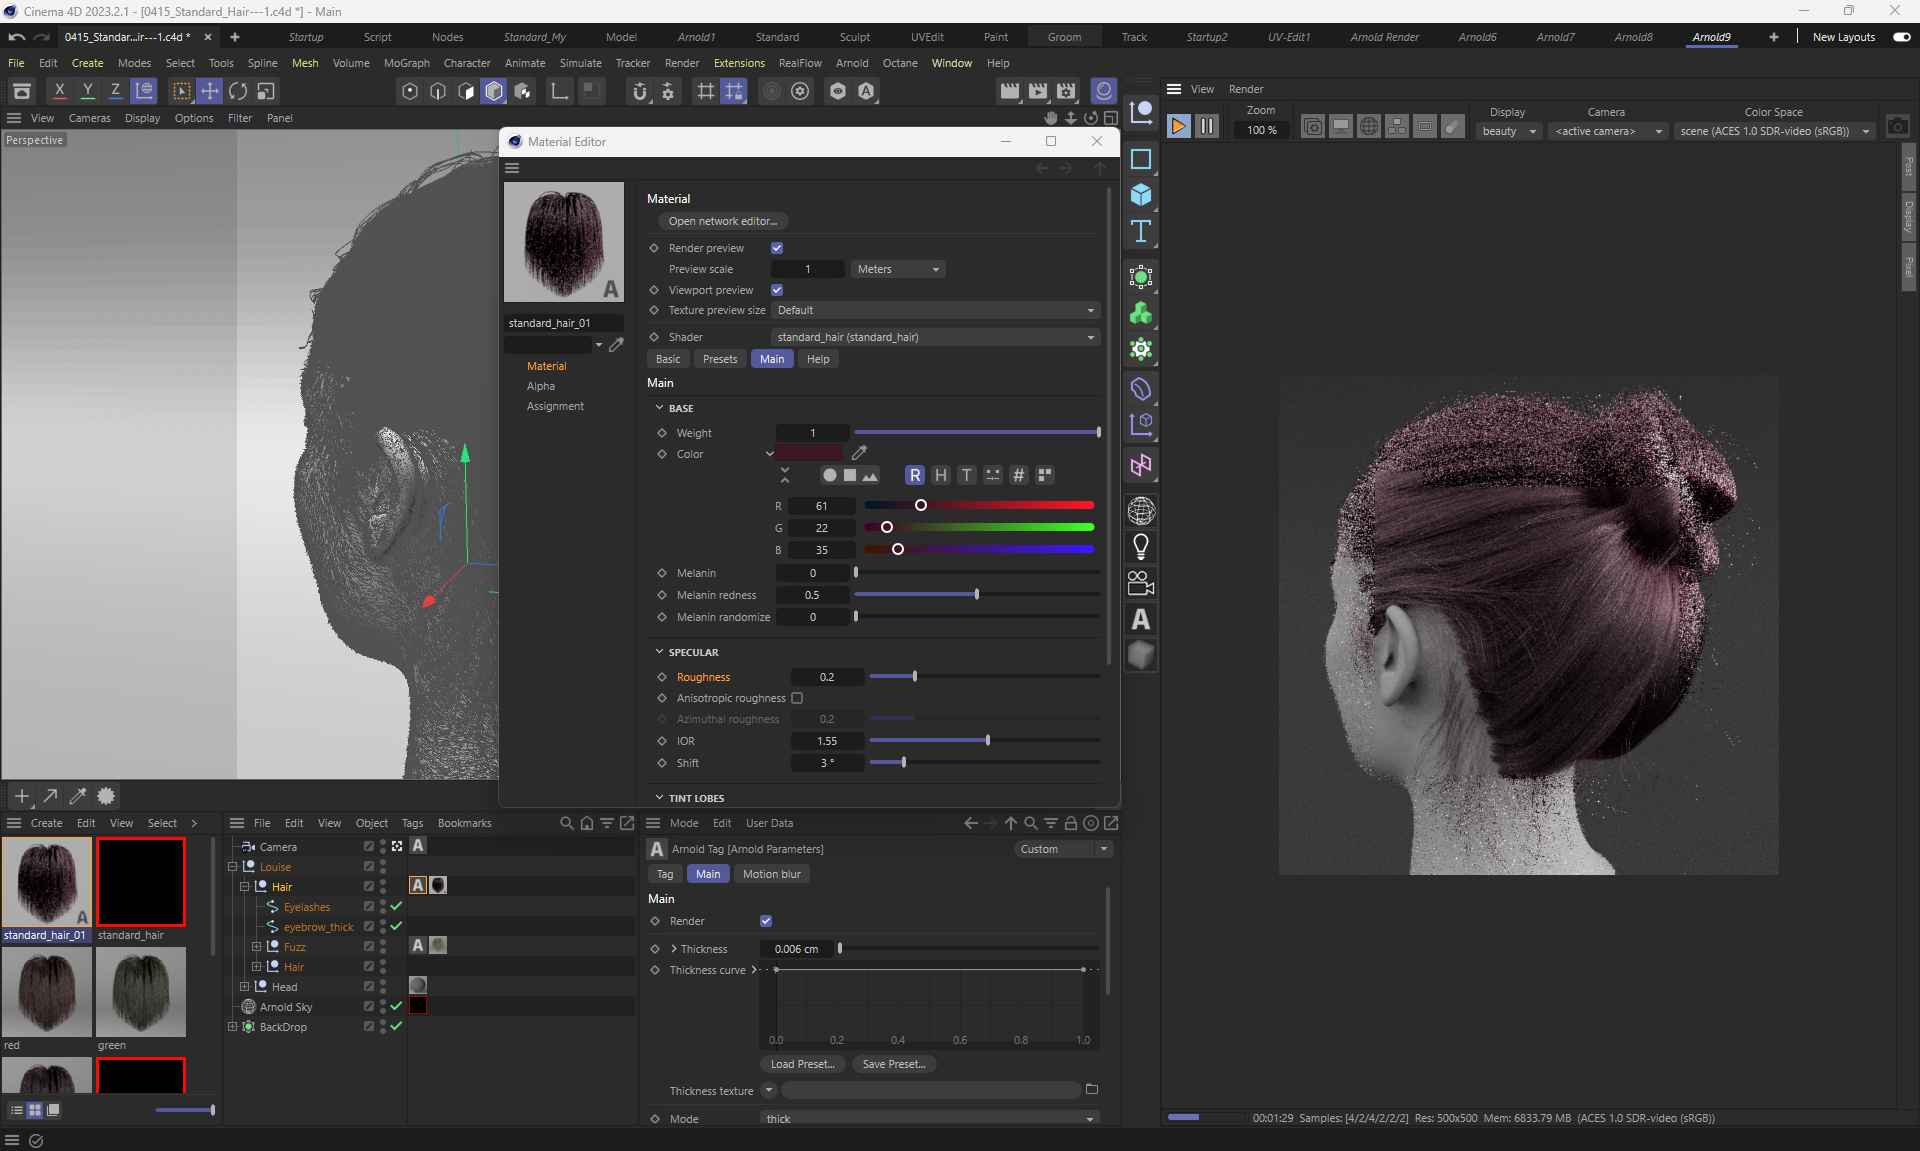 Cinema 4D 2023.2.1 - [0415_Standard_Hair---1.c4d *] - Main
0415_Standar...ir---1.c4d *
Startup Script Nodes Standard_My Model Arnold1 Standard Sculpt UVEdit Paint Groom Track Startup2 UV-Edit1 Arnold Render Arnold6 Arnold7 Arnold8 Arnold9 New Layouts
File Edit Create Modes Select Tools Spline Mesh Volume MoGraph Character Animate Simulate Tracker Render Extensions RealFlow Arnold Octane Window Help
X Y Z
View Cameras Display Options Filter Panel
Perspective
Material Editor
standard_hair_01
Material
Alpha
Assignment
Material
Open network editor...
Render preview
Preview scale 1 Meters
Viewport preview
Texture preview size Default
Shader standard_hair (standard_hair)
Basic Presets Main Help
Main
BASE
Weight 1
Color
R H T #
R 61
G 22
B 35
Melanin 0
Melanin redness 0.5
Melanin randomize 0
SPECULAR
Roughness 0.2
Anisotropic roughness
Azimuthal roughness 0.2
IOR 1.55
Shift 3 °
TINT LOBES
View Render
Zoom Display Camera Color Space
100 % beauty <active camera> scene (ACES 1.0 SDR-video (sRGB))
Post
Display
Pixel
00:01:29 Samples: [4/2/4/2/2/2] Res: 500x500 Mem: 6833.79 MB (ACES 1.0 SDR-video (sRGB))
Create Edit View Select
standard_hair_01 standard_hair
red green
File Edit View Object Tags Bookmarks
Camera
Louise
Hair
Eyelashes
eyebrow_thick
Fuzz
Hair
Head
Arnold Sky
BackDrop
Mode Edit User Data
Arnold Tag [Arnold Parameters] Custom
Tag Main Motion blur
Main
Render
Thickness 0.006 cm
Thickness curve
0.0 0.2 0.4 0.6 0.8 1.0
Load Preset... Save Preset...
Thickness texture
Mode thick